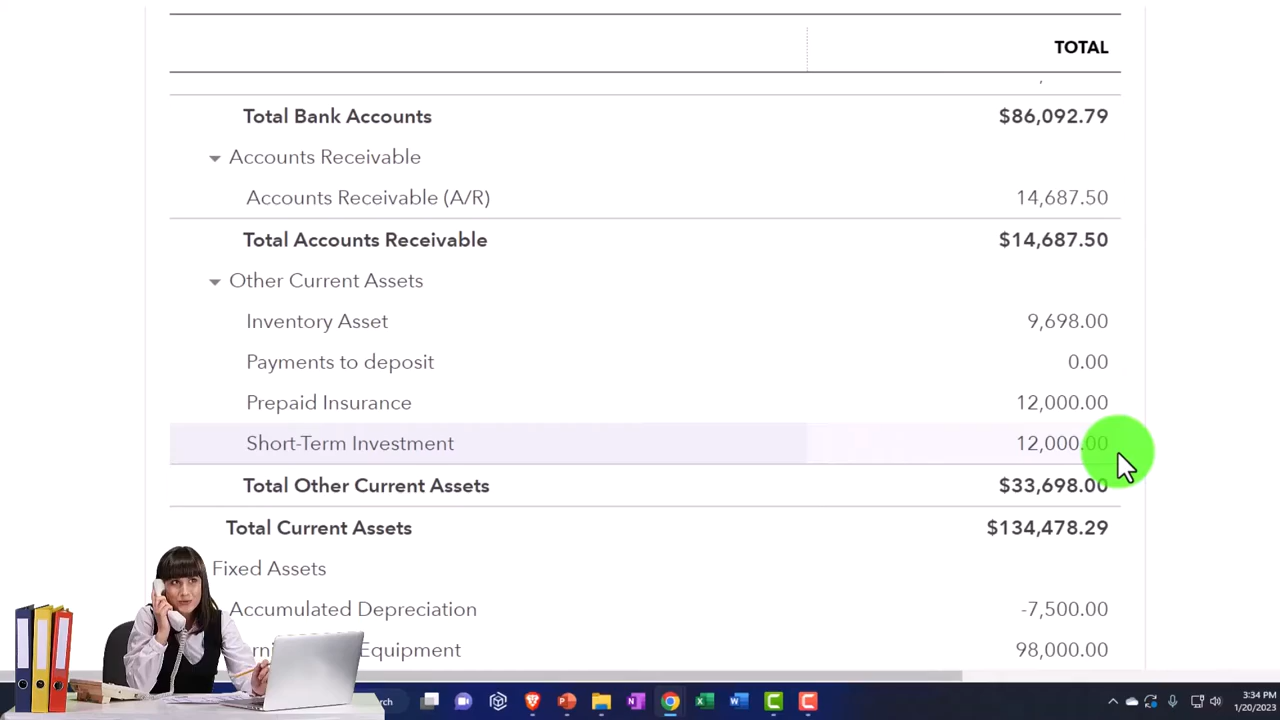 TOTAL
Total Bank Accounts $86,092.79
Accounts Receivable
Accounts Receivable (A/R) 14,687.50
Total Accounts Receivable $14,687.50
Other Current Assets
Inventory Asset 9,698.00
Payments to deposit 0.00
Prepaid Insurance 12,000.00
Short-Term Investment 12,000.00
Total Other Current Assets $33,698.00
Total Current Assets $134,478.29
Fixed Assets
Accumulated Depreciation -7,500.00
Equipment 98,000.00
3:34 PM
1/20/2023